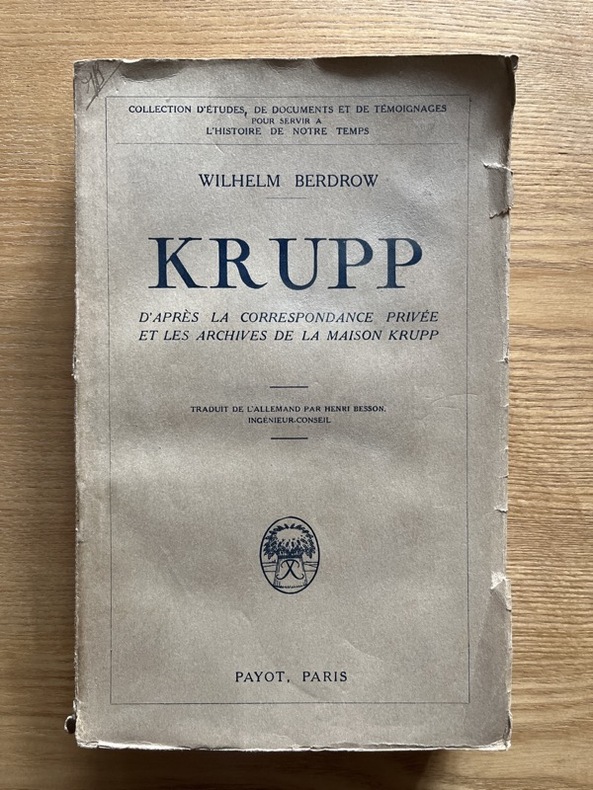 COLLECTION D'ÉTUDES, DE DOCUMENTS ET DE TÉMOIGNAGES
POUR SERVIR A
L'HISTOIRE DE NOTRE TEMPS
WILHELM BERDROW
KRUPP
D'APRÈS LA CORRESPONDANCE PRIVÉE
ET LES ARCHIVES DE LA MAISON KRUPP
TRADUIT DE L'ALLEMAND PAR HENRI BESSON,
INGÉNIEUR-CONSEIL
PAYOT, PARIS